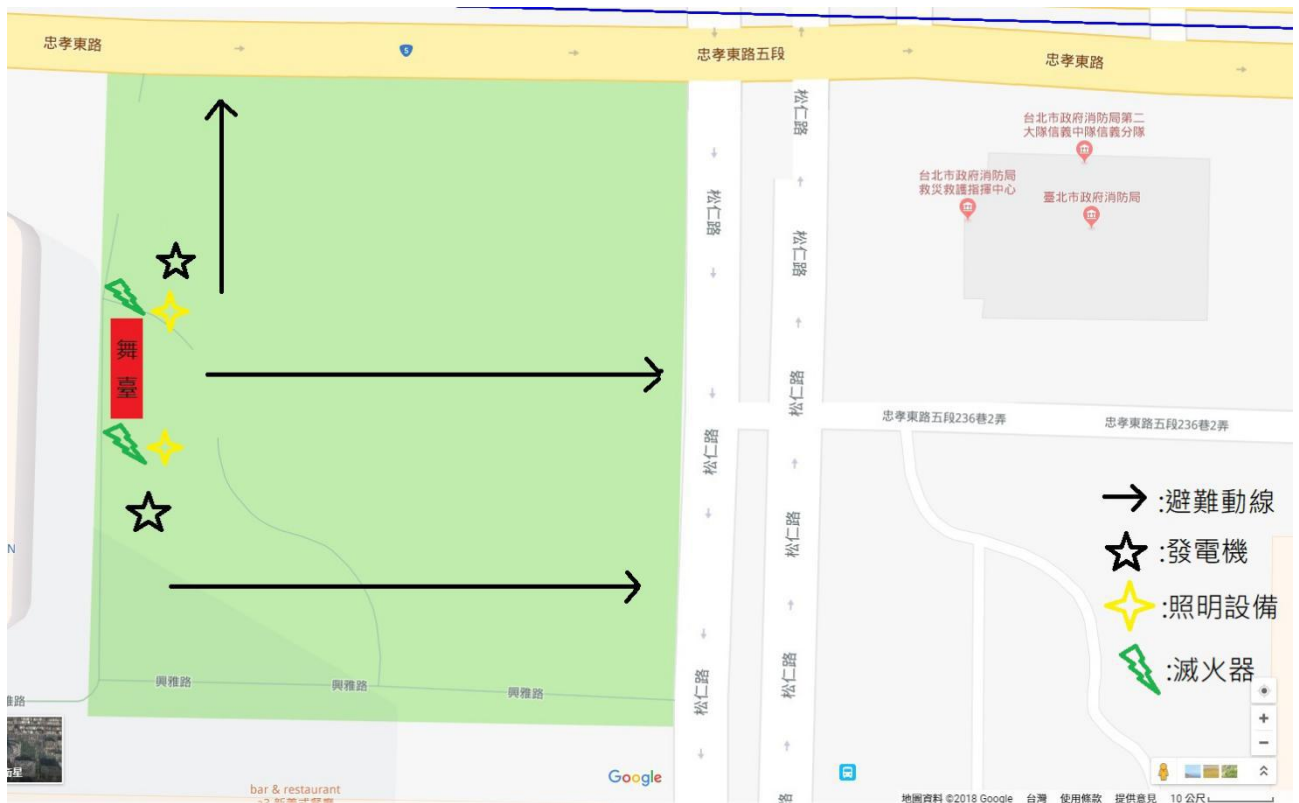 忠孝東路
5
忠孝東路五段
忠孝東路
松仁路
台北市政府消防局第二
大隊信義中隊信義分隊
台北市政府消防局
救災救護指揮中心
臺北市政府消防局
松仁路
松仁路
舞臺
松仁路
忠孝東路五段236巷2弄
忠孝東路五段236巷2弄
松仁路
:避難動線
松仁路
:發電機
N
:照明設備
興雅路
興雅路
興雅路
松仁路
松仁路
:滅火器
雅路
Google
bar & restaurant
地圖資料 ©2018 Google
台灣
使用條款
提供意見
10 公尺